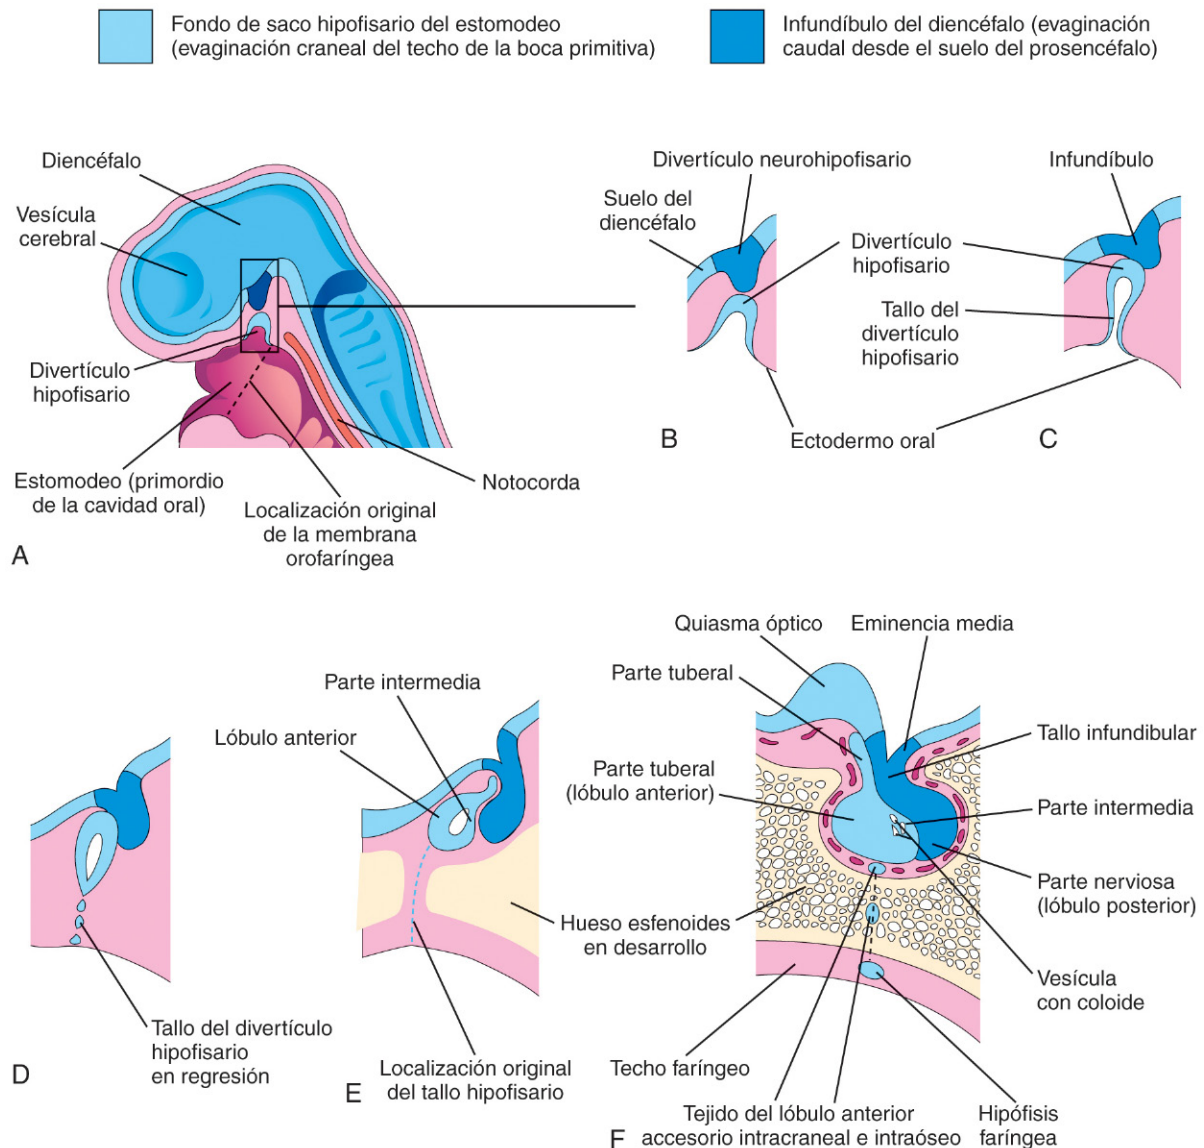 Fondo de saco hipofisario del estomodeo
(evaginación craneal del techo de la boca primitiva)
Infundíbulo del diencéfalo (evaginación
caudal desde el suelo del prosencéfalo)
Diencéfalo
Vesícula
cerebral
Divertículo
hipofisario
Estomodeo (primordio
de la cavidad oral)
Localización original
de la membrana
orofaríngea
Notocorda
A
Divertículo neurohipofisario
Suelo del
diencéfalo
Divertículo
hipofisario
Infundíbulo
Tallo del
divertículo
hipofisario
B
Ectodermo oral
C
Tallo del divertículo
hipofisario
en regresión
D
Parte intermedia
Lóbulo anterior
Hueso esfenoides
en desarrollo
Localización original
del tallo hipofisario
E
Quiasma óptico
Eminencia media
Parte tuberal
Tallo infundibular
Parte tuberal
(lóbulo anterior)
Parte intermedia
Parte nerviosa
(lóbulo posterior)
Vesícula
con coloide
Techo faríngeo
Tejido del lóbulo anterior
accesorio intracraneal e intraóseo
Hipófisis
faríngea
F